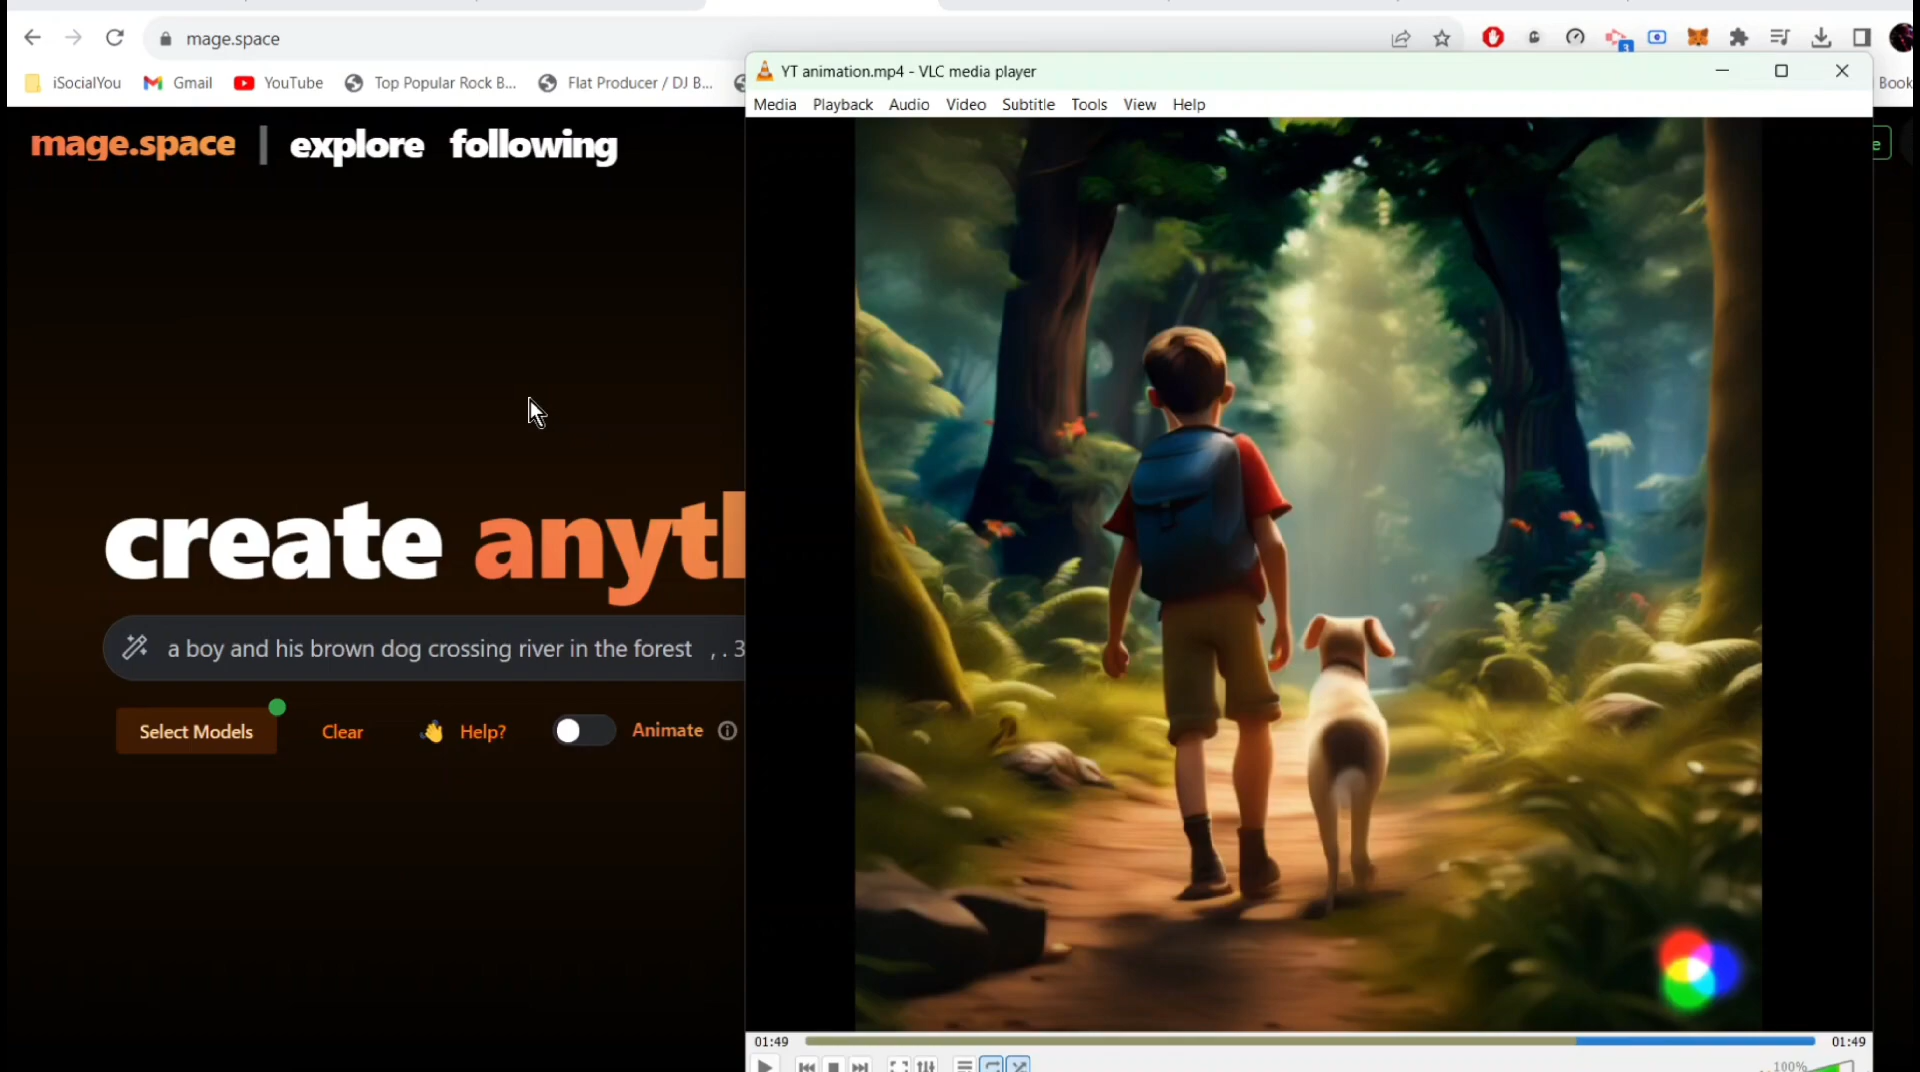 mage.space
iSocialYou
Gmail
YouTube
Top Popular Rock B...
Flat Producer / DJ B...
Book
mage.space | explore following
e
create anyth
a boy and his brown dog crossing river in the forest , . 3
Select Models
Clear
Help?
Animate
YT animation.mp4 - VLC media player
Media Playback Audio Video Subtitle Tools View Help
01:49
01:49
100%
3